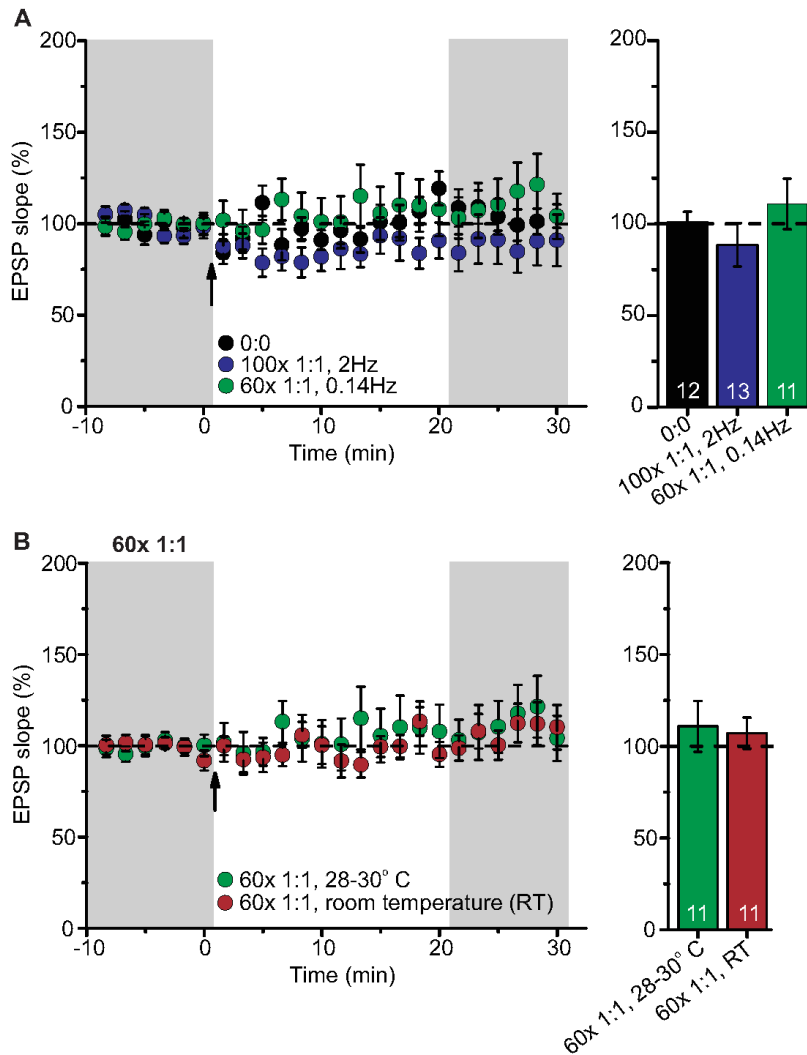 A
200
150
100
50
0
EPSP slope (%)
-10
0
10
20
30
Time (min)
0:0
100x 1:1, 2Hz
60x 1:1, 0.14Hz
200
150
100
50
0
12
13
11
0:0
100x 1:1, 2Hz
60x 1:1, 0.14Hz
B
60x 1:1
200
150
100
50
0
EPSP slope (%)
-10
0
10
20
30
Time (min)
60x 1:1, 28-30° C
60x 1:1, room temperature (RT)
200
150
100
50
0
11
11
60x 1:1, 28-30° C
60x 1:1, RT